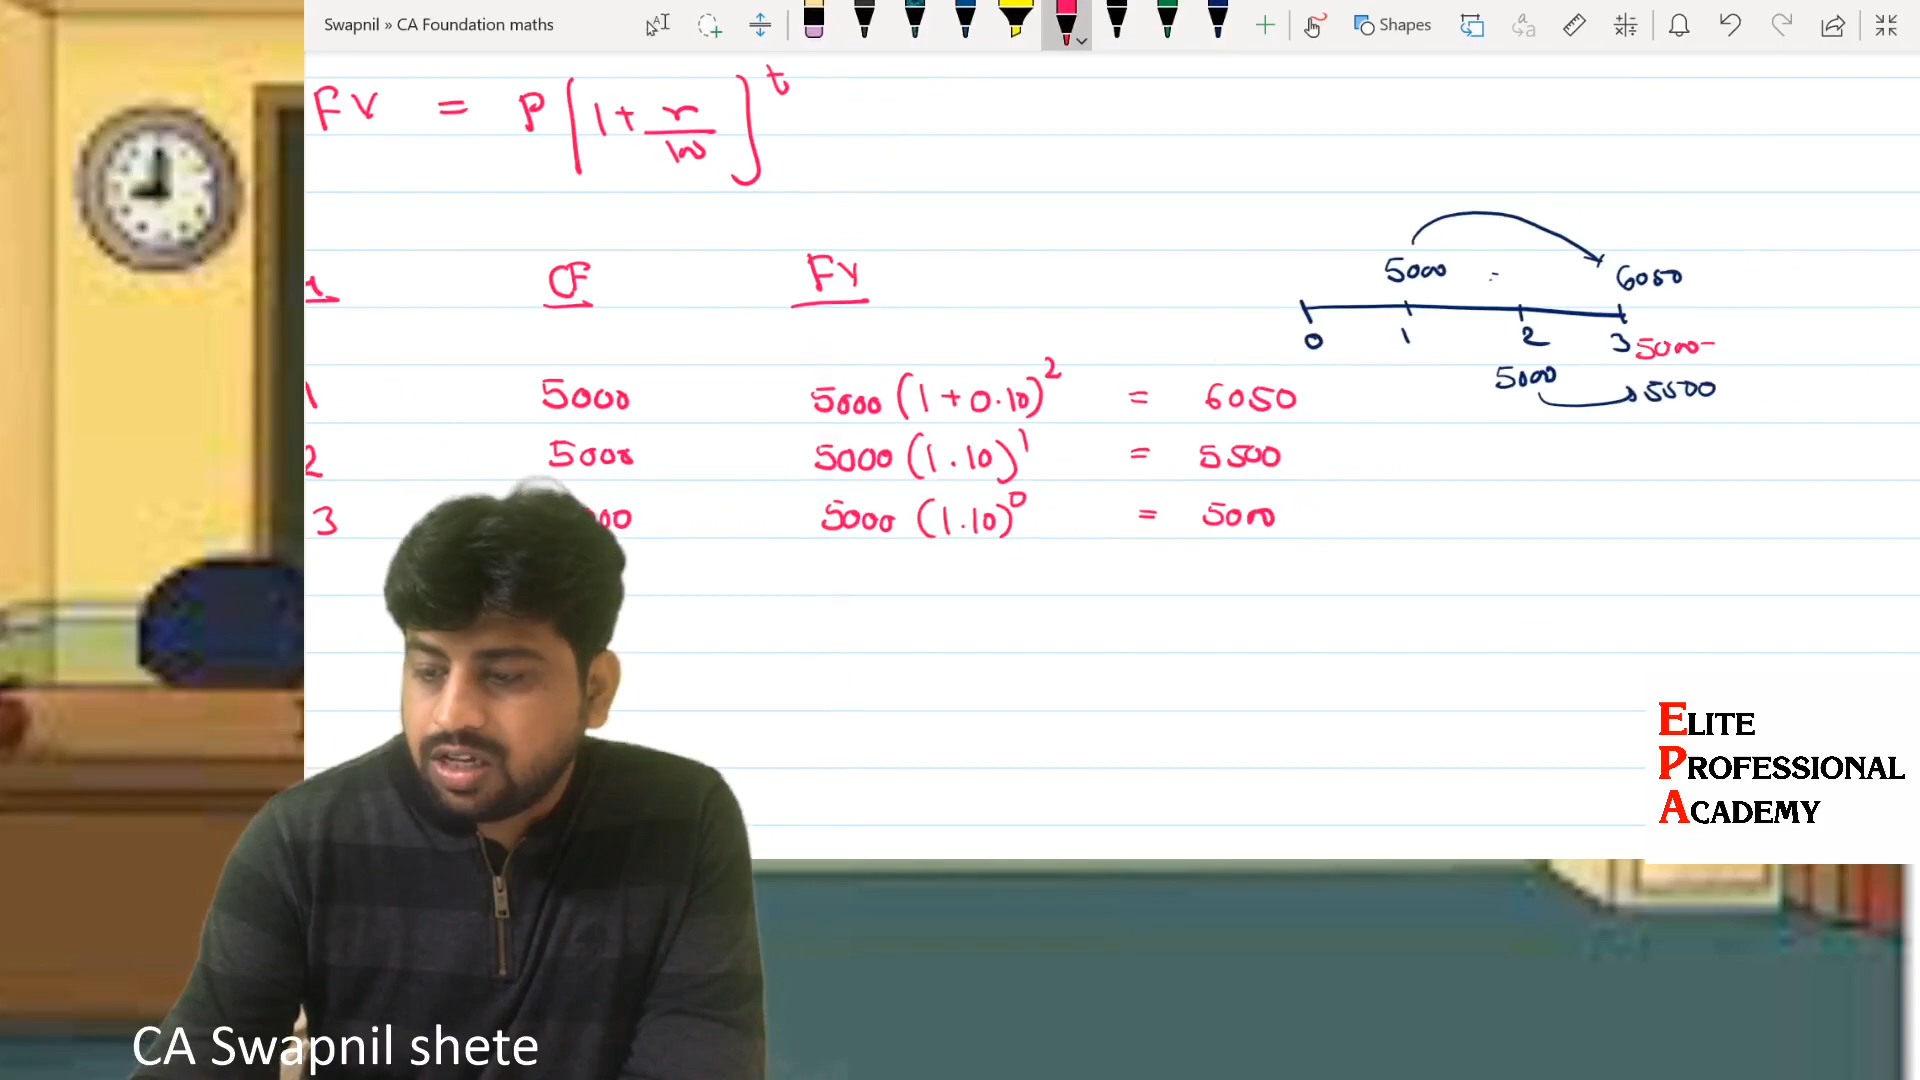 Swapnil » CA Foundation maths
Shapes
FV = P[1 + r/100]^t
CF FV
5000 6050
0 1 2 3 5000
5000 5500
1 5000 5000 (1 + 0.10)^2 = 6050
2 5000 5000 (1.10)^1 = 5500
3 5000 (1.10)^0 = 5000
ELITE
PROFESSIONAL
ACADEMY
CA Swapnil shete